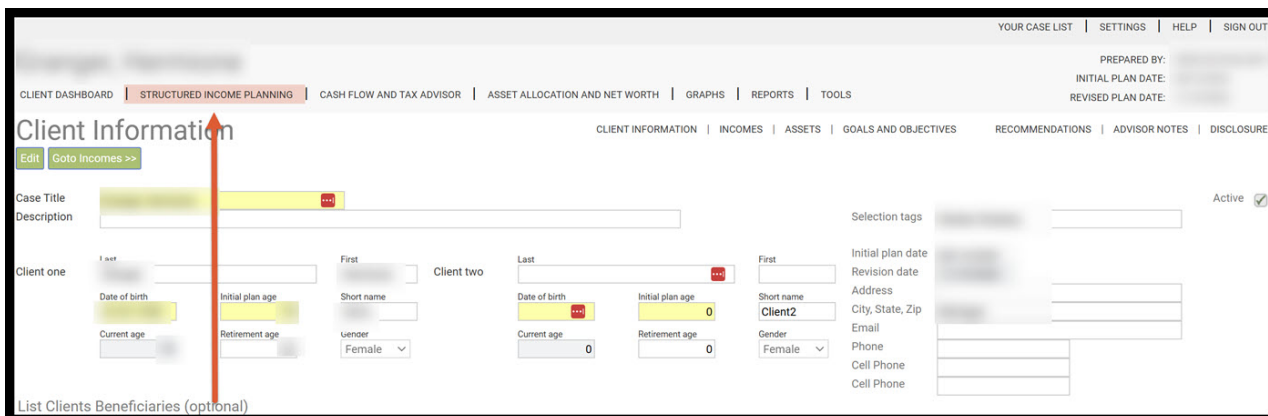 YOUR CASE LIST | SETTINGS | HELP | SIGN OUT
PREPARED BY:
INITIAL PLAN DATE:
REVISED PLAN DATE:
CLIENT DASHBOARD | STRUCTURED INCOME PLANNING | CASH FLOW AND TAX ADVISOR | ASSET ALLOCATION AND NET WORTH | GRAPHS | REPORTS | TOOLS
Client Information
CLIENT INFORMATION | INCOMES | ASSETS | GOALS AND OBJECTIVES RECOMMENDATIONS | ADVISOR NOTES | DISCLOSURE
Edit Goto Incomes >>
Case Title Active
Description Selection tags
Last First Last First Initial plan date
Client one Client two Revision date
Address
Date of birth Initial plan age Short name Date of birth Initial plan age Short name
0 Client2 City, State, Zip
Email
Current age Retirement age Gender Current age Retirement age Gender
Female 0 0 Female Phone
Cell Phone
Cell Phone
List Clients Beneficiaries (optional)